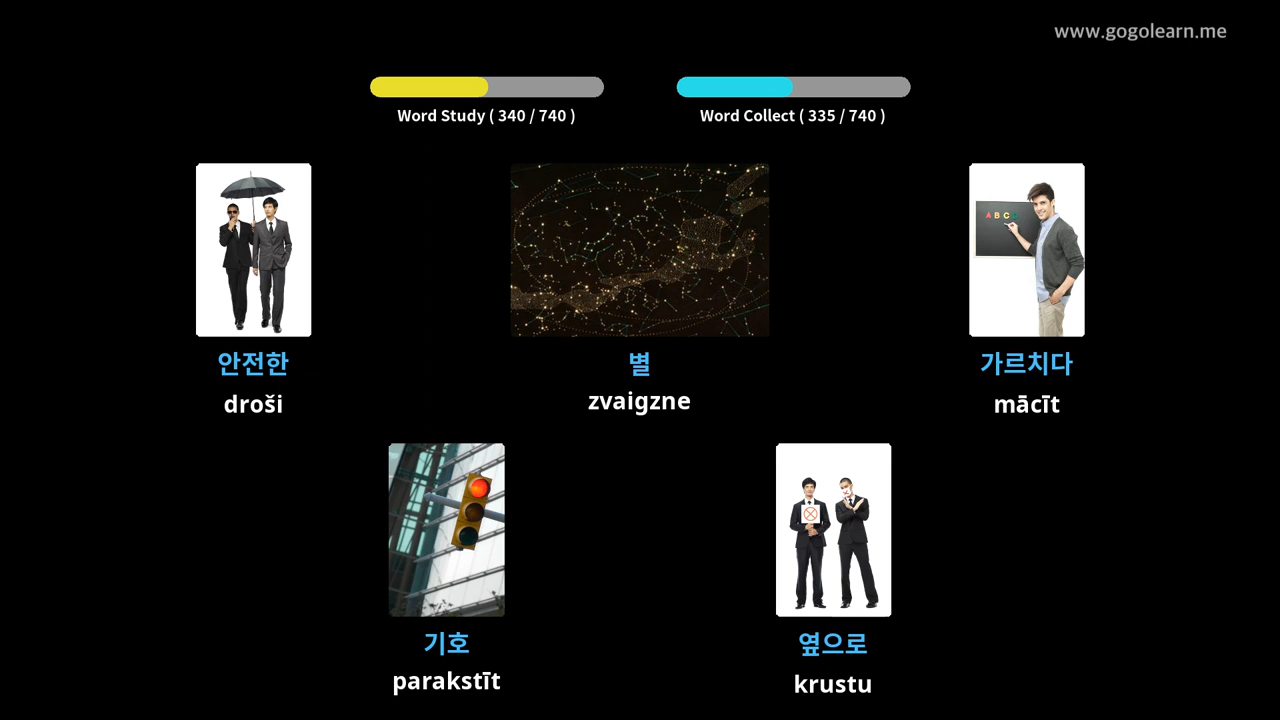 www.gogolearn.me
Word Study ( 340 / 740 )
Word Collect ( 335 / 740 )
안전한
별
가르치다
droši
zvaigzne
mācīt
기호
옆으로
parakstīt
krustu